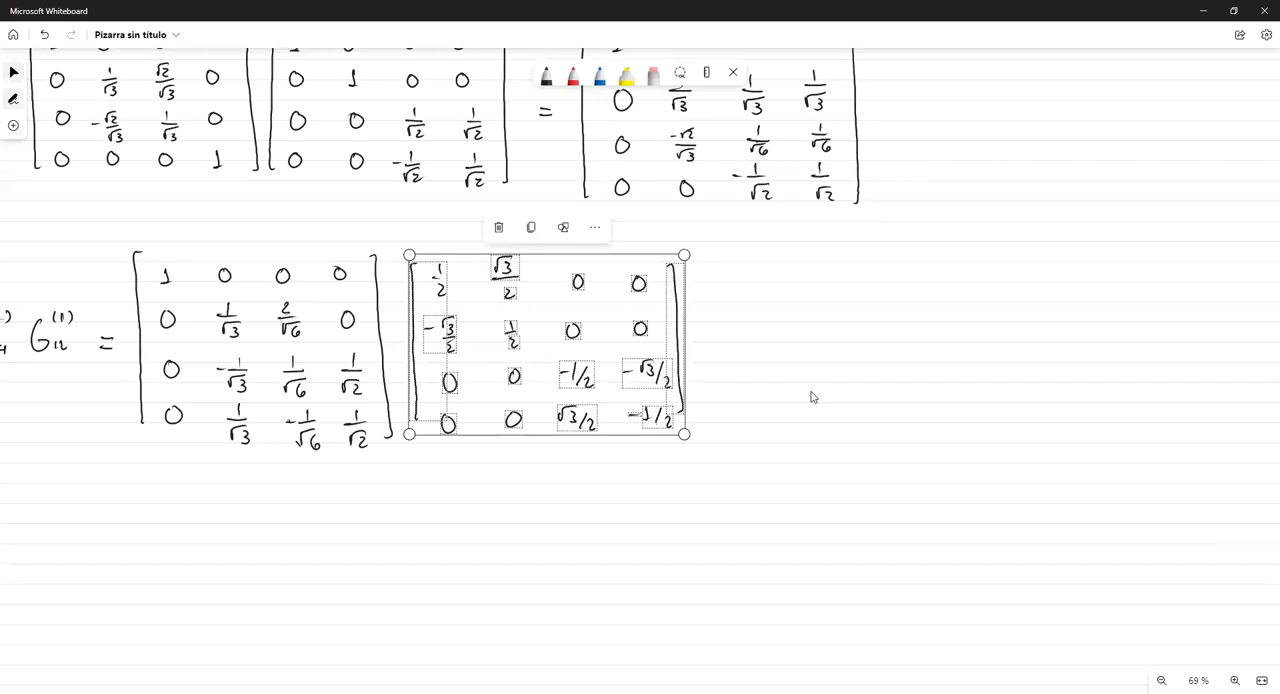 Microsoft Whiteboard
Pizarra sin título
0 1/√3 √2/√3 0
0 -√2/√3 1/√3 0
0 0 0 1
0 1 0 0
0 0 1/√2 1/√2
0 0 -1/√2 1/√2
=
0 /√3 1/√3 1/√3
0 -√2/√3 1/√6 1/√6
0 0 -1/√2 1/√2
G₁₂⁽¹⁾ =
1 0 0 0
0 1/√3 2/√6 0
0 -1/√3 1/√6 1/√2
0 1/√3 -1/√6 1/√2
1/2 √3/2 0 0
-√3/2 1/2 0 0
0 0 -1/2 -√3/2
0 0 √3/2 -1/2
69 %